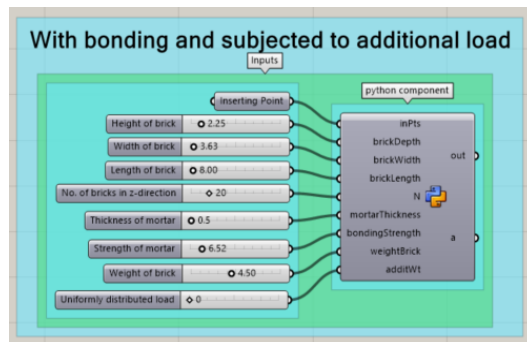 With bonding and subjected to additional load
Inputs
python component
Inserting Point
Height of brick 2.25
Width of brick 3.63
Length of brick 8.00
No. of bricks in z-direction 20
Thickness of mortar 0.5
Strength of mortar 6.52
Weight of brick 4.50
Uniformly distributed load 0
inPts
brickDepth
brickWidth
brickLength
N
mortarThickness
bondingStrength
weightBrick
additWt
out
a